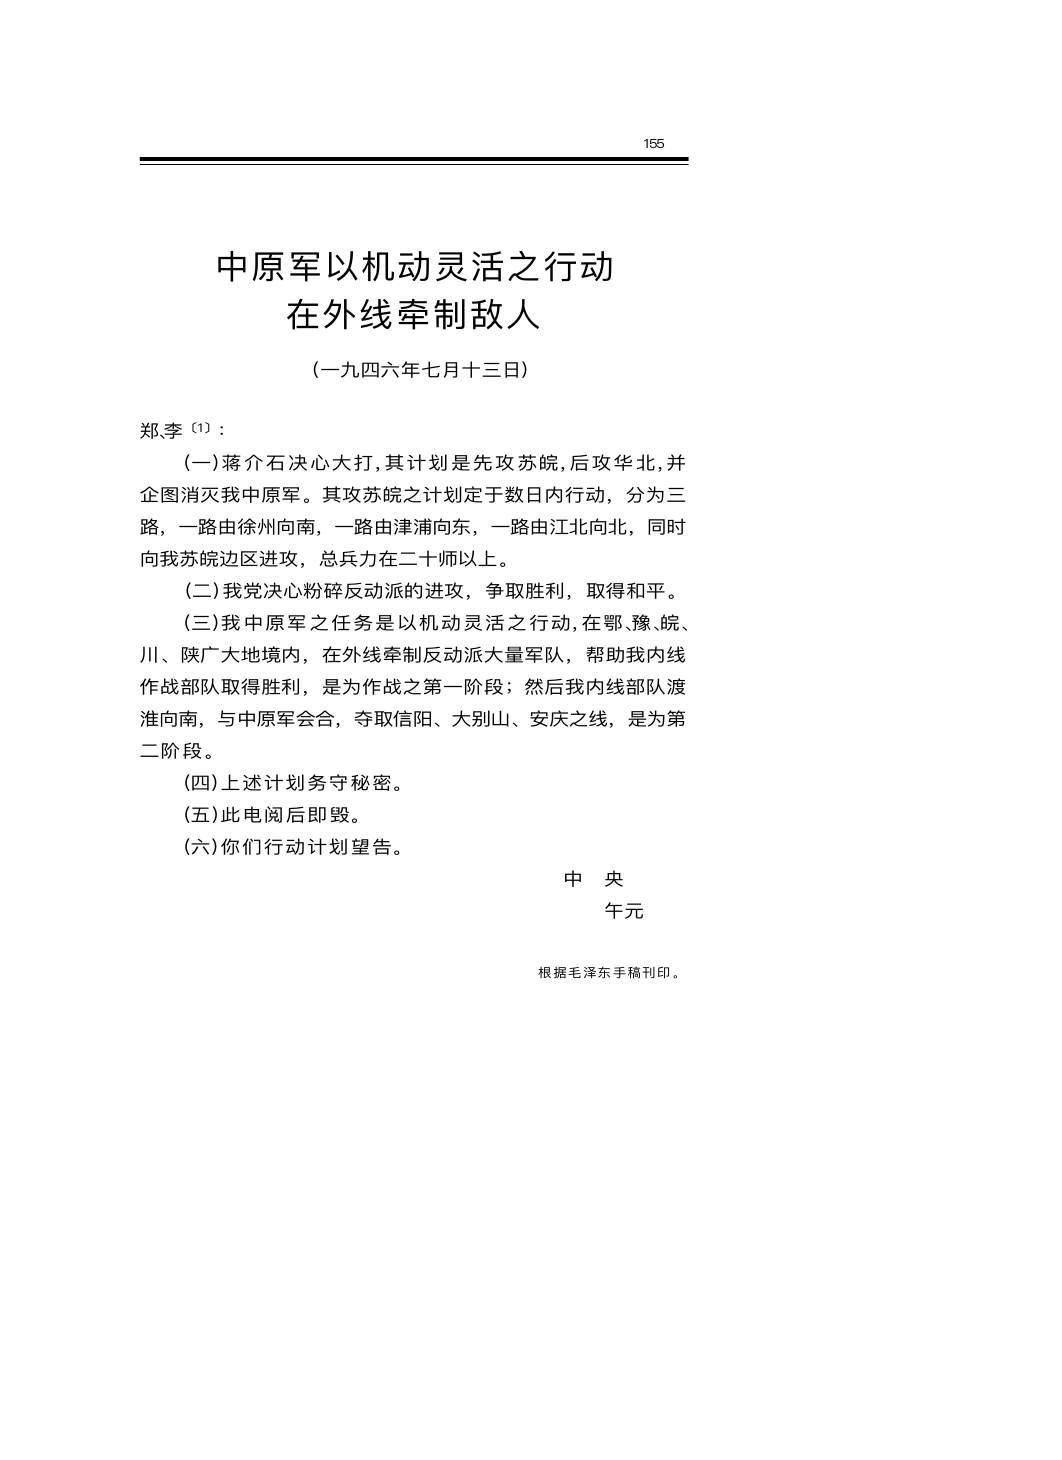 155
中原军以机动灵活之行动
在外线牵制敌人
（一九四六年七月十三日）
郑、李〔1〕：
（一）蒋介石决心大打，其计划是先攻苏皖，后攻华北，并
企图消灭我中原军。其攻苏皖之计划定于数日内行动，分为三
路，一路由徐州向南，一路由津浦向东，一路由江北向北，同时
向我苏皖边区进攻，总兵力在二十师以上。
（二）我党决心粉碎反动派的进攻，争取胜利，取得和平。
（三）我中原军之任务是以机动灵活之行动，在鄂、豫、皖、
川、陕广大地境内，在外线牵制反动派大量军队，帮助我内线
作战部队取得胜利，是为作战之第一阶段；然后我内线部队渡
淮向南，与中原军会合，夺取信阳、大别山、安庆之线，是为第
二阶段。
（四）上述计划务守秘密。
（五）此电阅后即毁。
（六）你们行动计划望告。
中　央
午元
根据毛泽东手稿刊印。